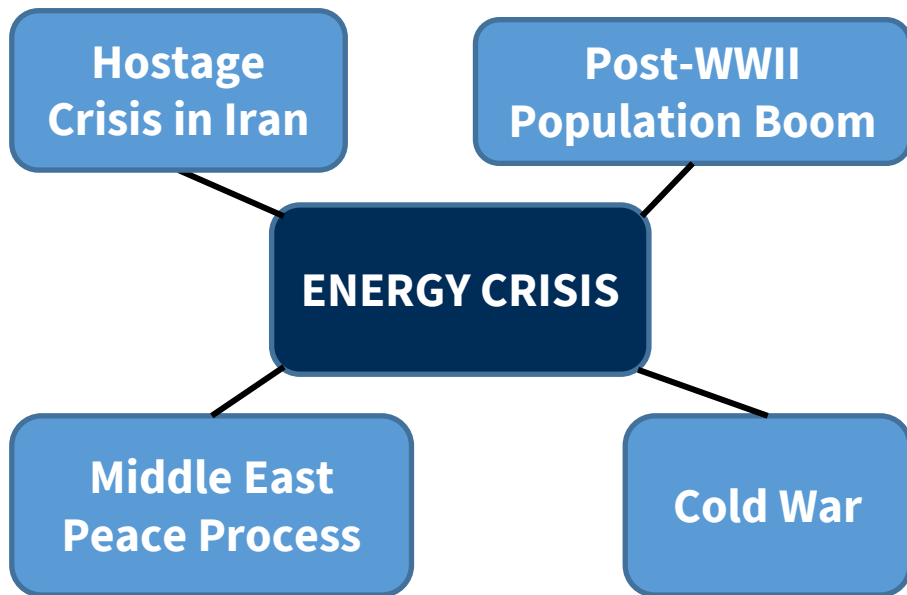 Hostage
Crisis in Iran
Post-WWII
Population Boom
ENERGY CRISIS
Middle East
Peace Process
Cold War